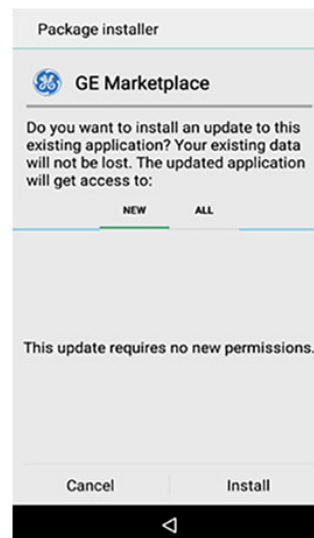 Package installer
GE Marketplace
Do you want to install an update to this
existing application? Your existing data
will not be lost. The updated application
will get access to:
NEW ALL
This update requires no new permissions.
Cancel Install